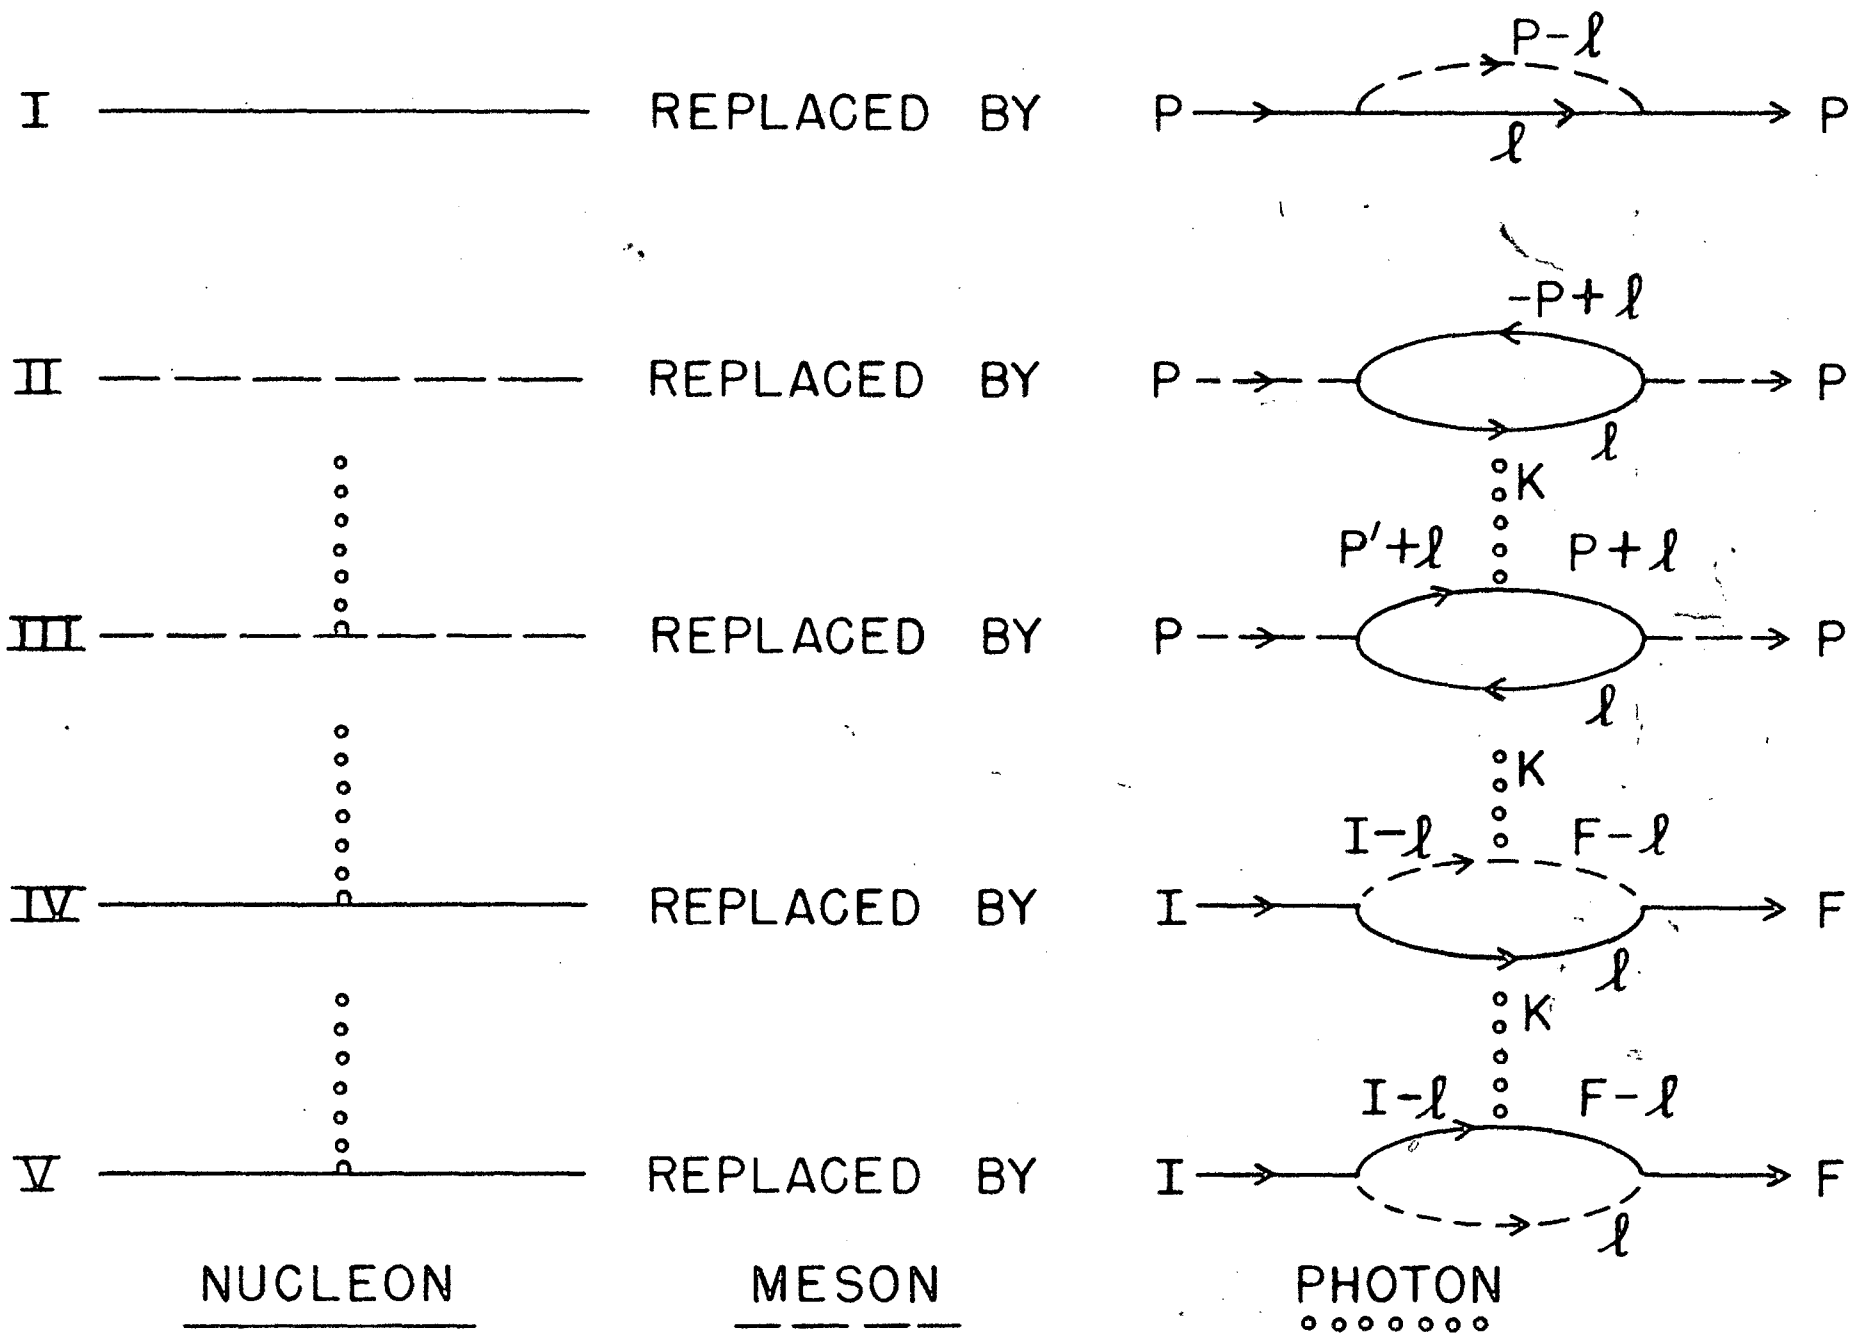 P-ℓ
I REPLACED BY P P
ℓ
-P+ℓ
II REPLACED BY P P
ℓ
K
P'+ℓ P+ℓ
III REPLACED BY P P
ℓ
K
I-ℓ F-ℓ
IV REPLACED BY I F
ℓ
K
I-ℓ F-ℓ
V REPLACED BY I F
ℓ
NUCLEON MESON PHOTON